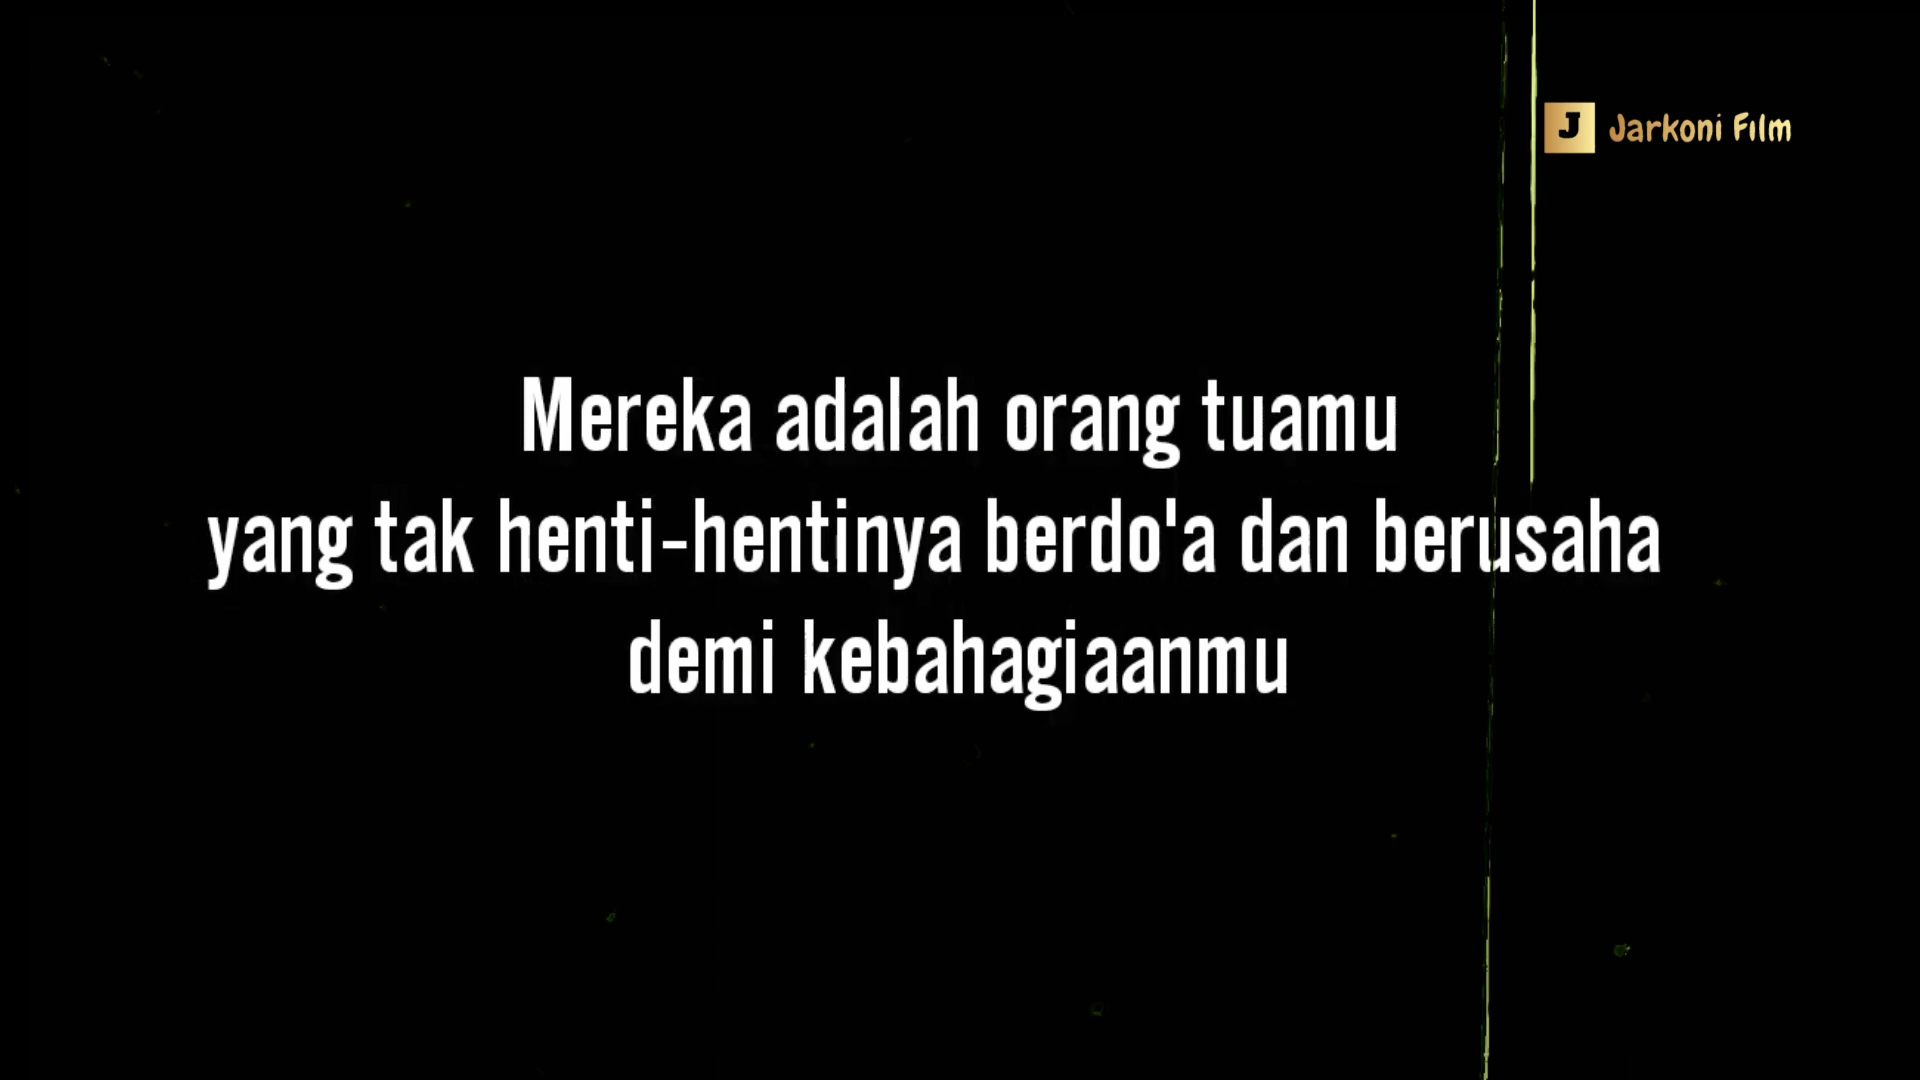 J Jarkoni Film
Mereka adalah orang tuamu
yang tak henti-hentinya berdo'a dan berusaha
demi kebahagiaanmu